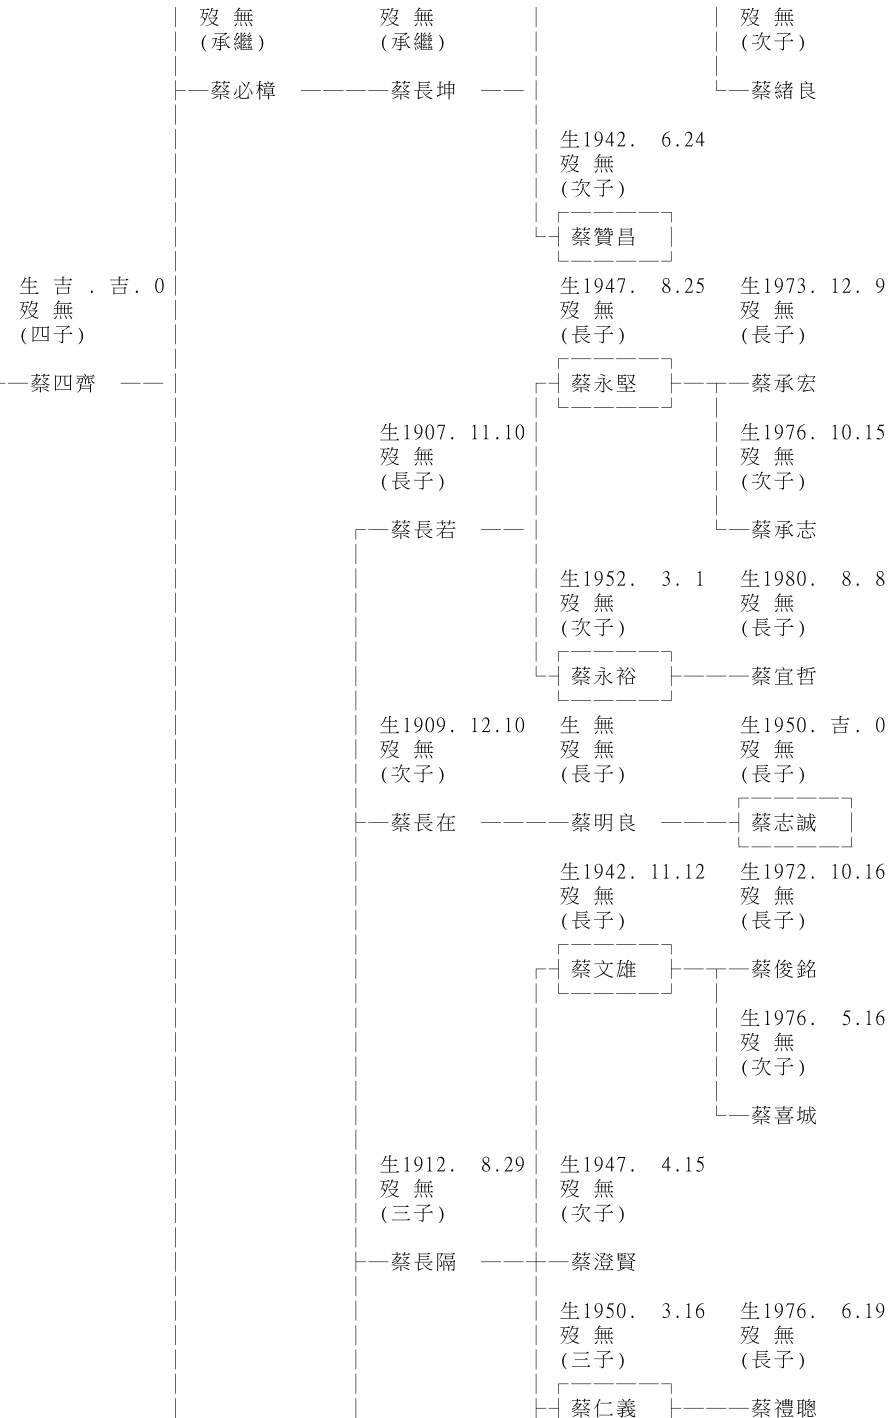 歿 無 歿 無 歿 無
(承繼) (承繼) (次子)
蔡必樟 蔡長坤 蔡緒良
生1942. 6.24
歿 無
(次子)
蔡贊昌
生 吉 . 吉. 0 生1947. 8.25 生1973. 12. 9
歿 無 歿 無 歿 無
(四子) (長子) (長子)
蔡四齊 蔡永堅 蔡承宏
生1907. 11.10 生1976. 10.15
歿 無 歿 無
(長子) (次子)
蔡長若 蔡承志
生1952. 3. 1 生1980. 8. 8
歿 無 歿 無
(次子) (長子)
蔡永裕 蔡宜哲
生1909. 12.10 生 無 生1950. 吉. 0
歿 無 歿 無 歿 無
(次子) (長子) (長子)
蔡長在 蔡明良 蔡志誠
生1942. 11.12 生1972. 10.16
歿 無 歿 無
(長子) (長子)
蔡文雄 蔡俊銘
生1976. 5.16
歿 無
(次子)
蔡喜城
生1912. 8.29 生1947. 4.15
歿 無 歿 無
(三子) (次子)
蔡長隔 蔡澄賢
生1950. 3.16 生1976. 6.19
歿 無 歿 無
(三子) (長子)
蔡仁義 蔡禮聰